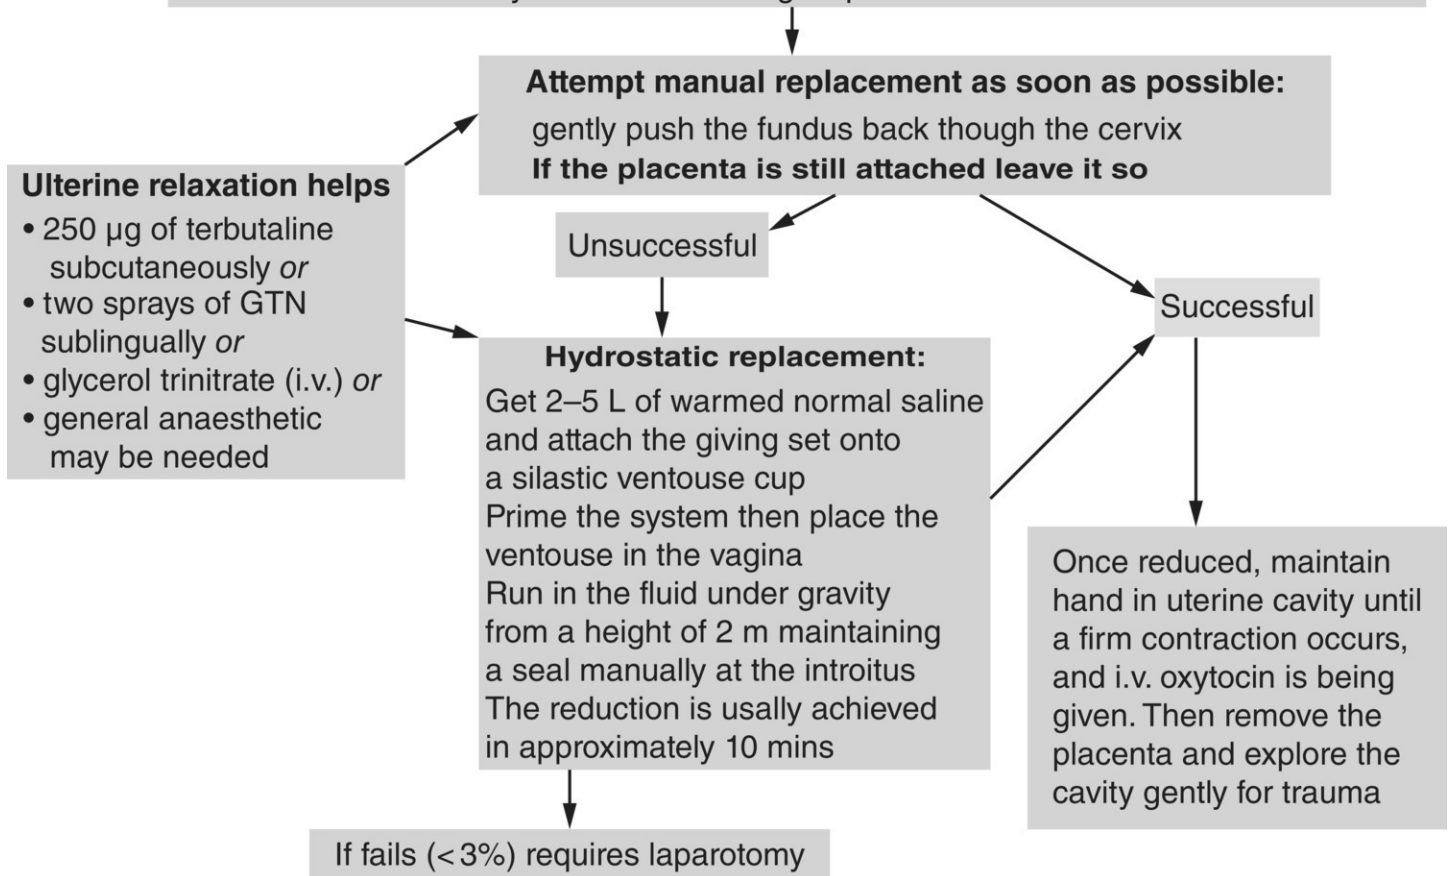 Attempt manual replacement as soon as possible:
gently push the fundus back though the cervix
If the placenta is still attached leave it so
Ulterine relaxation helps
• 250 µg of terbutaline
subcutaneously or
• two sprays of GTN
sublingually or
• glycerol trinitrate (i.v.) or
• general anaesthetic
may be needed
Unsuccessful
Successful
Hydrostatic replacement:
Get 2–5 L of warmed normal saline
and attach the giving set onto
a silastic ventouse cup
Prime the system then place the
ventouse in the vagina
Run in the fluid under gravity
from a height of 2 m maintaining
a seal manually at the introitus
The reduction is usally achieved
in approximately 10 mins
Once reduced, maintain
hand in uterine cavity until
a firm contraction occurs,
and i.v. oxytocin is being
given. Then remove the
placenta and explore the
cavity gently for trauma
If fails (<3%) requires laparotomy